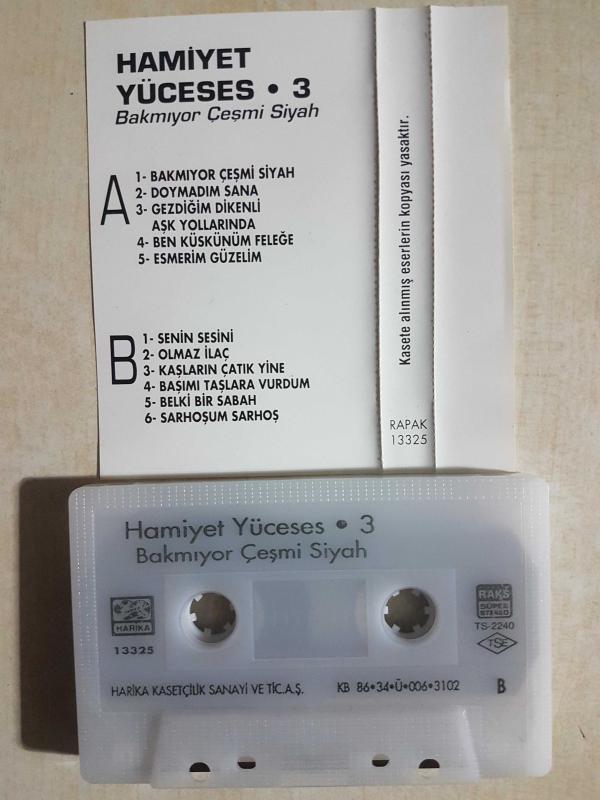 HAMİYET
YÜCESES • 3
Bakmıyor Çeşmi Siyah
A
1- BAKMIYOR ÇEŞMİ SİYAH
2- DOYMADIM SANA
3- GEZDİĞİM DİKENLİ
AŞK YOLLARINDA
4- BEN KÜSKÜNÜM FELEĞE
5- ESMERİM GÜZELİM
B
1- SENİN SESİNİ
2- OLMAZ İLAÇ
3- KAŞLARIN ÇATIK YİNE
4- BAŞIMI TAŞLARA VURDUM
5- BELKİ BİR SABAH
6- SARHOŞUM SARHOŞ
Kasete alınmış eserlerin kopyası yasaktır.
RAPAK
13325
Hamiyet Yüceses • 3
Bakmıyor Çeşmi Siyah
HARİKA
13325
RAKS
SÜPER
STEREO
TS-2240
TSE
HARİKA KASETÇİLİK SANAYİ VE TİC.A.Ş.
KB 86•34•Ü•006•3102
B